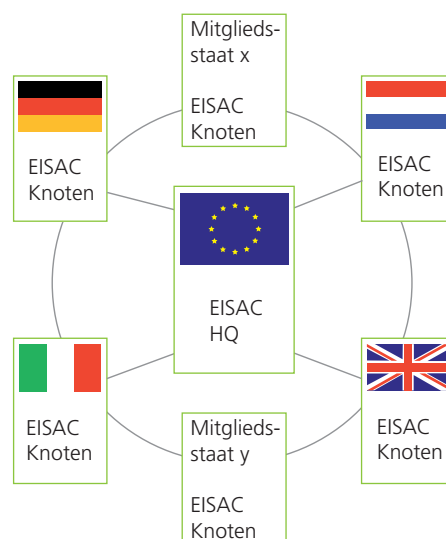 Mitglieds-
staat x
EISAC
Knoten
EISAC
Knoten
EISAC
Knoten
EISAC
HQ
EISAC
Knoten
EISAC
Knoten
Mitglieds-
staat y
EISAC
Knoten